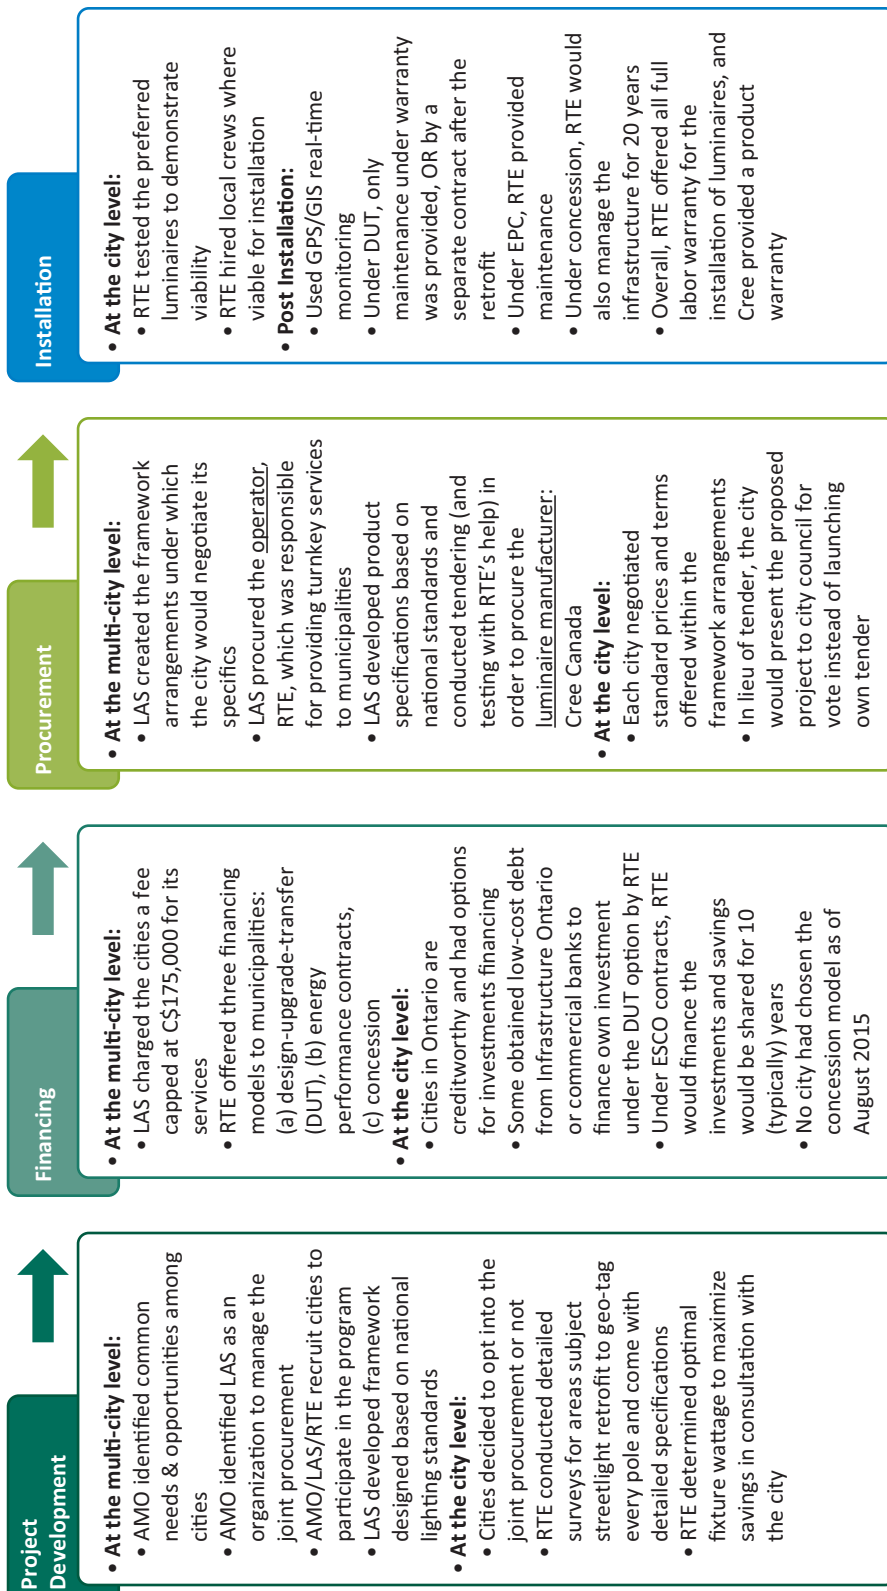 Project
Development
• At the multi-city level:
• AMO identified common
needs & opportunities among
cities
• AMO identified LAS as an
organization to manage the
joint procurement
• AMO/LAS/RTE recruit cities to
participate in the program
• LAS developed framework
designed based on national
lighting standards
• At the city level:
• Cities decided to opt into the
joint procurement or not
• RTE conducted detailed
surveys for areas subject
streetlight retrofit to geo-tag
every pole and come with
detailed specifications
• RTE determined optimal
fixture wattage to maximize
savings in consultation with
the city
Financing
• At the multi-city level:
• LAS charged the cities a fee
capped at C$175,000 for its
services
• RTE offered three financing
models to municipalities:
(a) design-upgrade-transfer
(DUT), (b) energy
performance contracts,
(c) concession
• At the city level:
• Cities in Ontario are
creditworthy and had options
for investments financing
• Some obtained low-cost debt
from Infrastructure Ontario
or commercial banks to
finance own investment
under the DUT option by RTE
• Under ESCO contracts, RTE
would finance the
investments and savings
would be shared for 10
(typically) years
• No city had chosen the
concession model as of
August 2015
Procurement
• At the multi-city level:
• LAS created the framework
arrangements under which
the city would negotiate its
specifics
• LAS procured the operator,
RTE, which was responsible
for providing turnkey services
to municipalities
• LAS developed product
specifications based on
national standards and
conducted tendering (and
testing with RTE’s help) in
order to procure the
luminaire manufacturer:
Cree Canada
• At the city level:
• Each city negotiated
standard prices and terms
offered within the
framework arrangements
• In lieu of tender, the city
would present the proposed
project to city council for
vote instead of launching
own tender
Installation
• At the city level:
• RTE tested the preferred
luminaires to demonstrate
viability
• RTE hired local crews where
viable for installation
• Post Installation:
• Used GPS/GIS real-time
monitoring
• Under DUT, only
maintenance under warranty
was provided, OR by a
separate contract after the
retrofit
• Under EPC, RTE provided
maintenance
• Under concession, RTE would
also manage the
infrastructure for 20 years
• Overall, RTE offered all full
labor warranty for the
installation of luminaires, and
Cree provided a product
warranty